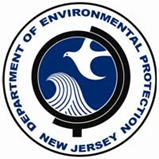 DEPARTMENT OF ENVIRONMENTAL PROTECTION
NEW JERSEY